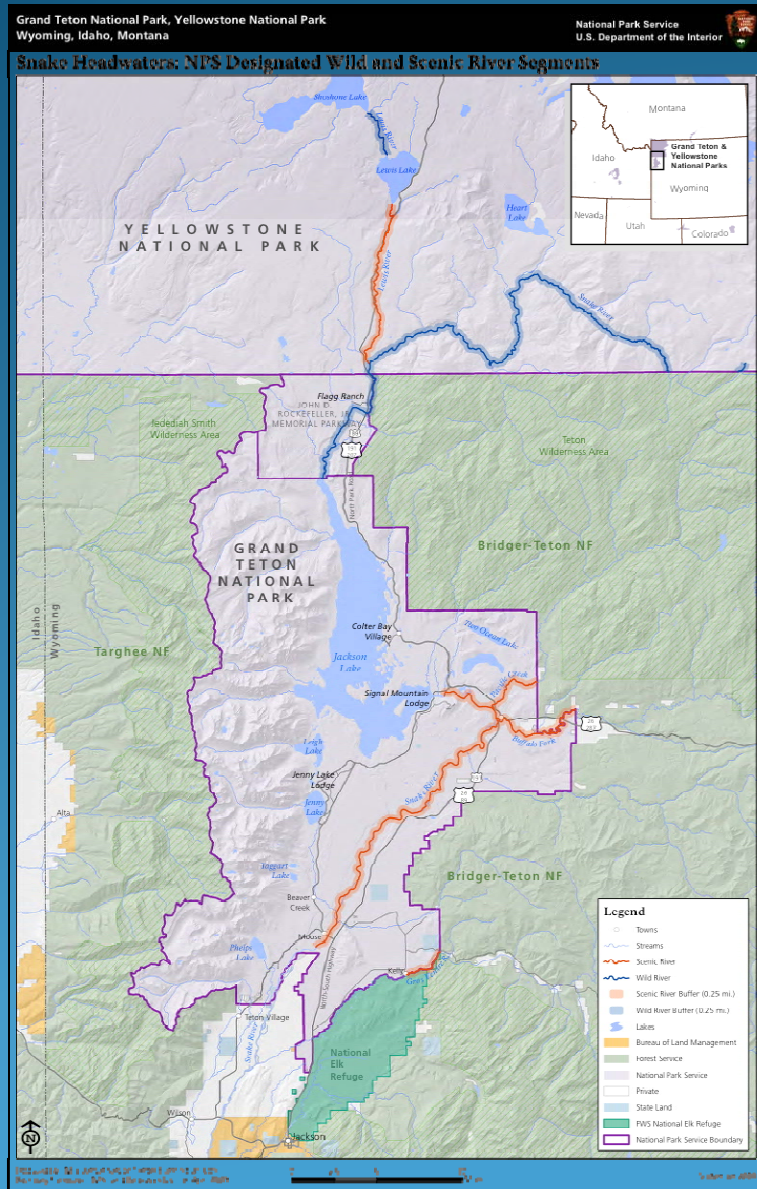 Grand Teton National Park, Yellowstone National Park
Wyoming, Idaho, Montana
National Park Service
U.S. Department of the Interior
Snake Headwaters: NPS Designated Wild and Scenic River Segments
Shoshone Lake
Lewis River
Lewis Lake
Heart
Lake
Montana
Idaho
Grand Teton &
Yellowstone
National Parks
Wyoming
Nevada
Utah
Colorado
YELLOWSTONE
NATIONAL PARK
Lewis River
Snake River
Flagg Ranch
JOHN D.
ROCKEFELLER, JR.
MEMORIAL PARKWAY
Jedediah Smith
Wilderness Area
Teton
Wilderness Area
North Park Road
GRAND
TETON
NATIONAL
PARK
Bridger-Teton NF
Idaho
Wyoming
Targhee NF
Colter Bay
Village
Two Ocean Lake
Jackson
Lake
Pacific Creek
Signal Mountain
Lodge
Buffalo Fork
Leigh
Lake
Jenny Lake
Lodge
Snake River
Jenny
Lake
Alta
Taggart
Lake
Bridger-Teton NF
Beaver
Creek
Moose
Phelps
Lake
North-South Highway
Kelly
Teton Village
Snake River
National
Elk
Refuge
Wilson
Jackson
N
Legend
Towns
Streams
Scenic River
Wild River
Scenic River Buffer (0.25 mi.)
Wild River Buffer (0.25 mi.)
Lakes
Bureau of Land Management
Forest Service
National Park Service
Private
State Land
FWS National Elk Refuge
National Park Service Boundary